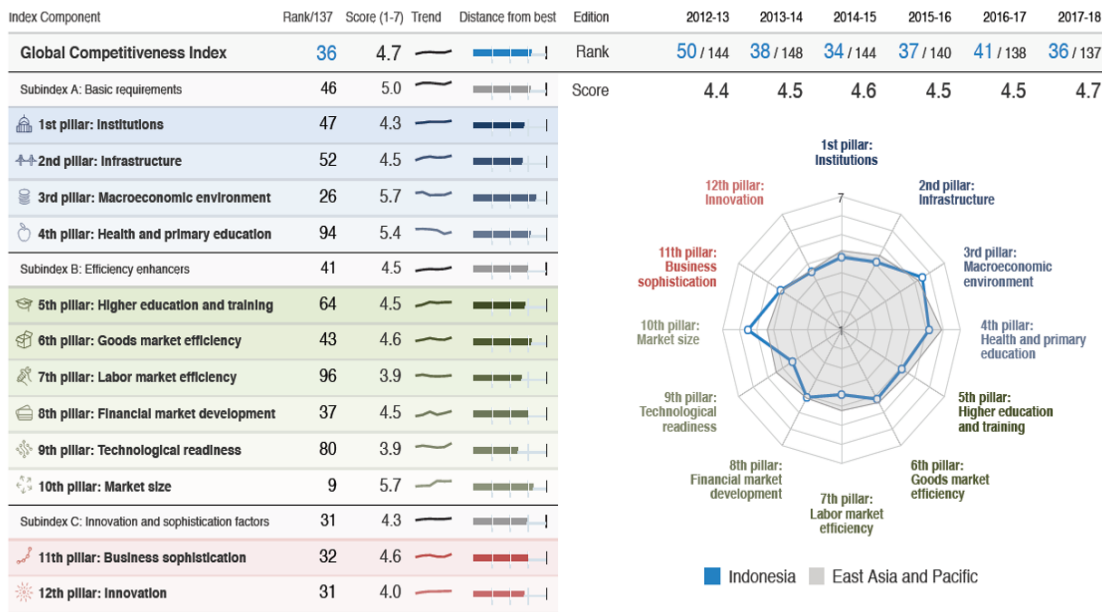 Index Component Rank/137 Score (1-7) Trend Distance from best
Global Competitiveness Index 36 4.7
Subindex A: Basic requirements 46 5.0
1st pillar: Institutions 47 4.3
2nd pillar: Infrastructure 52 4.5
3rd pillar: Macroeconomic environment 26 5.7
4th pillar: Health and primary education 94 5.4
Subindex B: Efficiency enhancers 41 4.5
5th pillar: Higher education and training 64 4.5
6th pillar: Goods market efficiency 43 4.6
7th pillar: Labor market efficiency 96 3.9
8th pillar: Financial market development 37 4.5
9th pillar: Technological readiness 80 3.9
10th pillar: Market size 9 5.7
Subindex C: Innovation and sophistication factors 31 4.3
11th pillar: Business sophistication 32 4.6
12th pillar: Innovation 31 4.0
Edition 2012-13 2013-14 2014-15 2015-16 2016-17 2017-18
Rank 50 / 144 38 / 148 34 / 144 37 / 140 41 / 138 36 / 137
Score 4.4 4.5 4.6 4.5 4.5 4.7
1st pillar:
Institutions
2nd pillar:
Infrastructure
3rd pillar:
Macroeconomic
environment
4th pillar:
Health and primary
education
5th pillar:
Higher education
and training
6th pillar:
Goods market
efficiency
7th pillar:
Labor market
efficiency
8th pillar:
Financial market
development
9th pillar:
Technological
readiness
10th pillar:
Market size
11th pillar:
Business
sophistication
12th pillar:
Innovation
7
1
Indonesia East Asia and Pacific